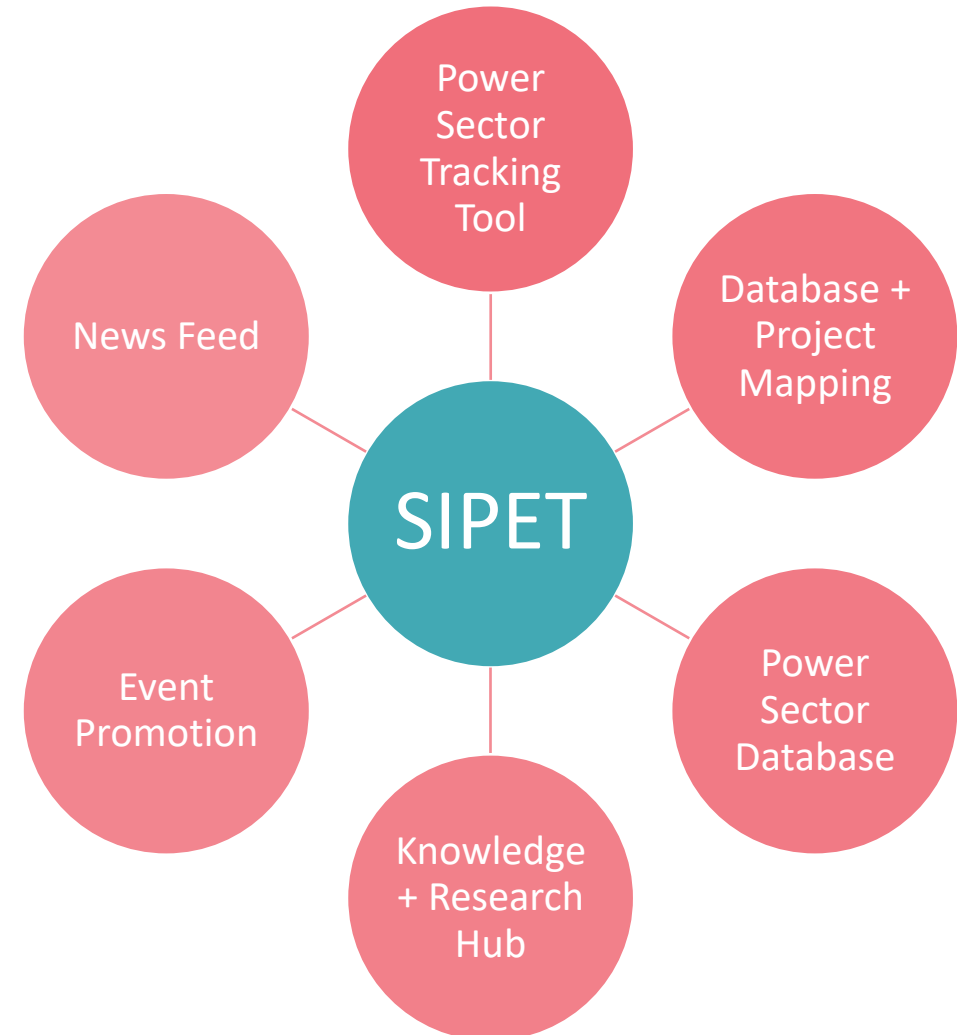 Power
Sector
Tracking
Tool
Database +
Project
Mapping
News Feed
SIPET
Power
Sector
Database
Event
Promotion
Knowledge
+ Research
Hub